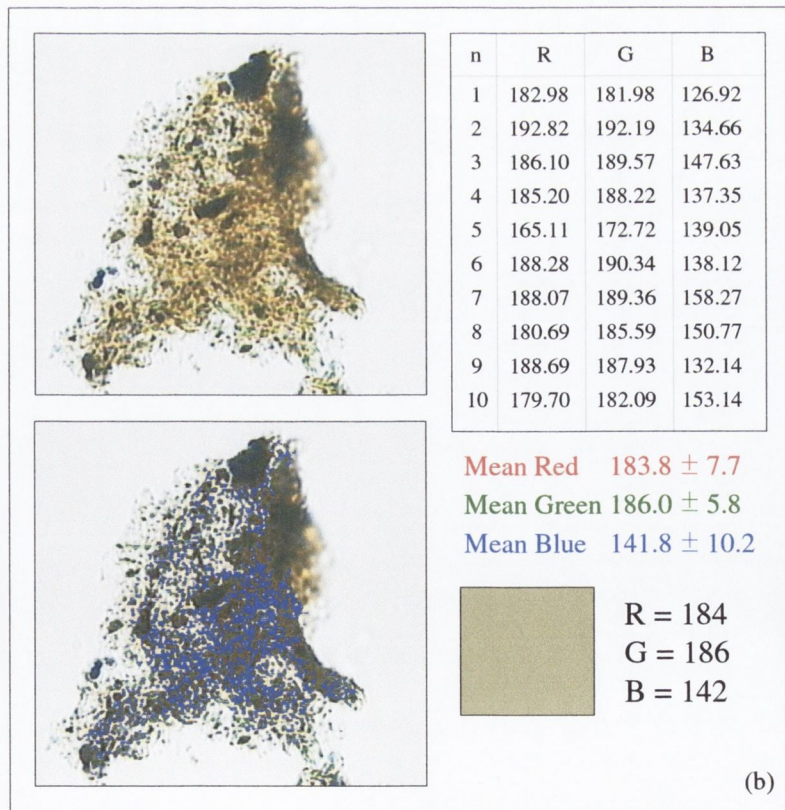 n R G B
1 182.98 181.98 126.92
2 192.82 192.19 134.66
3 186.10 189.57 147.63
4 185.20 188.22 137.35
5 165.11 172.72 139.05
6 188.28 190.34 138.12
7 188.07 189.36 158.27
8 180.69 185.59 150.77
9 188.69 187.93 132.14
10 179.70 182.09 153.14
Mean Red 183.8 ± 7.7
Mean Green 186.0 ± 5.8
Mean Blue 141.8 ± 10.2
R = 184
G = 186
B = 142
(b)